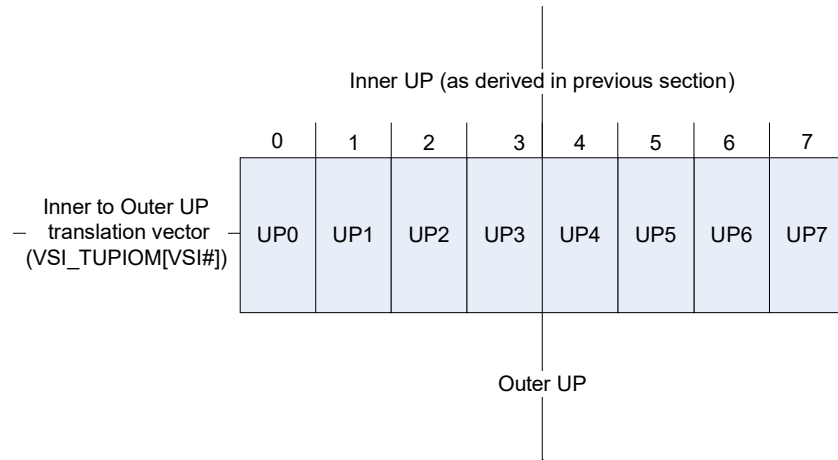 Inner UP (as derived in previous section)
0 1 2 3 4 5 6 7
Inner to Outer UP
translation vector
(VSI_TUPIOM[VSI#])
UP0 UP1 UP2 UP3 UP4 UP5 UP6 UP7
Outer UP